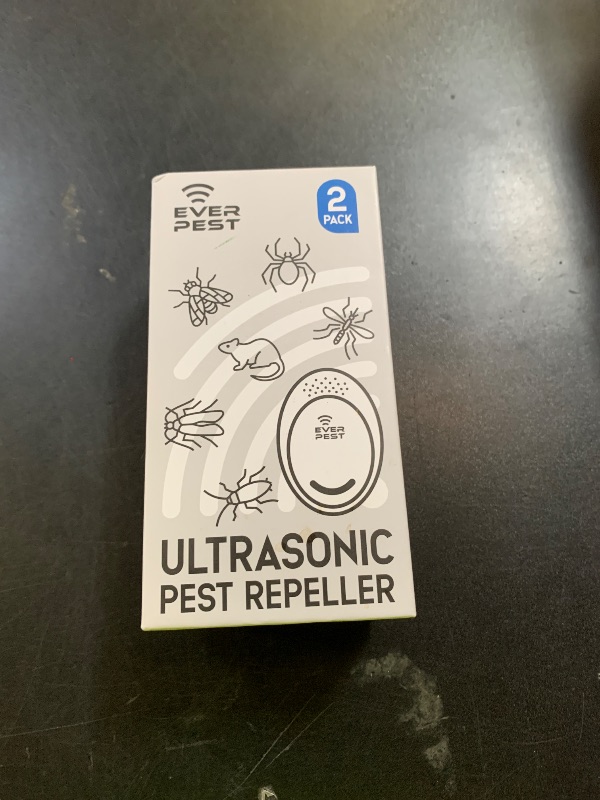 EVER
PEST
2
PACK
EVER
PEST
ULTRASONIC
PEST REPELLER